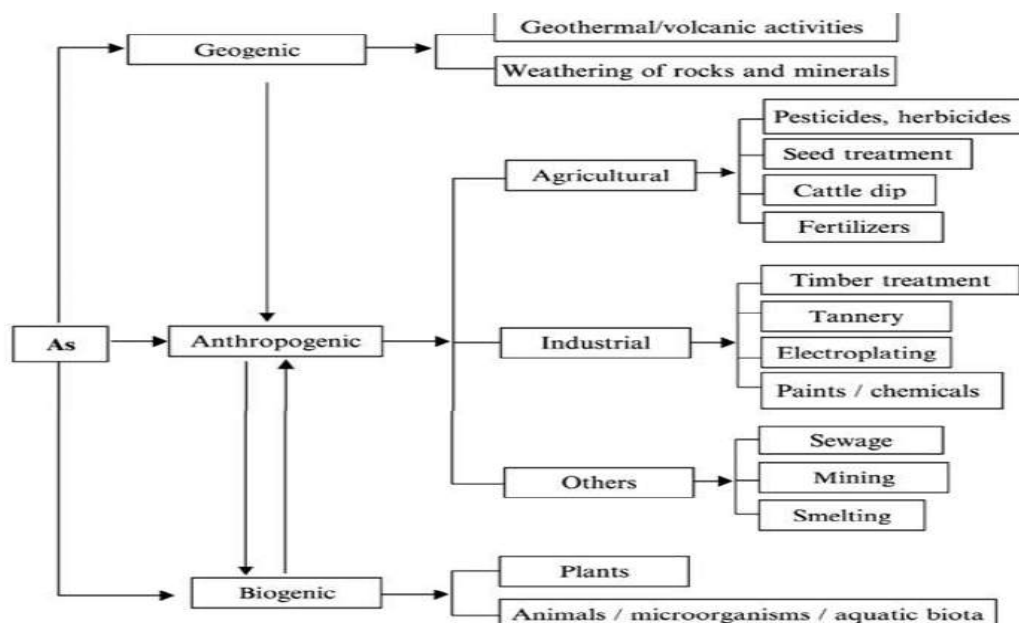 Geothermal/volcanic activities
Geogenic
Weathering of rocks and minerals
Pesticides, herbicides
Seed treatment
Agricultural
Cattle dip
Fertilizers
Timber treatment
Tannery
As
Anthropogenic
Industrial
Electroplating
Paints / chemicals
Sewage
Others
Mining
Smelting
Plants
Biogenic
Animals / microorganisms / aquatic biota